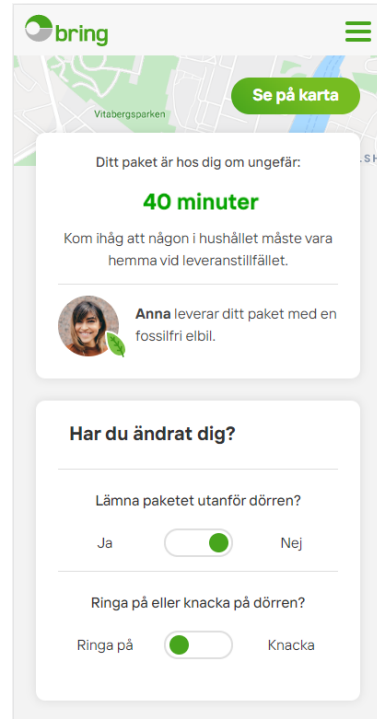 bring
Se på karta
Vitabergsparken
Ditt paket är hos dig om ungefär:
40 minuter
Kom ihåg att någon i hushållet måste vara
hemma vid leveranstillfället.
Anna leverar ditt paket med en
fossilfri elbil.
Har du ändrat dig?
Lämna paketet utanför dörren?
Ja Nej
Ringa på eller knacka på dörren?
Ringa på Knacka